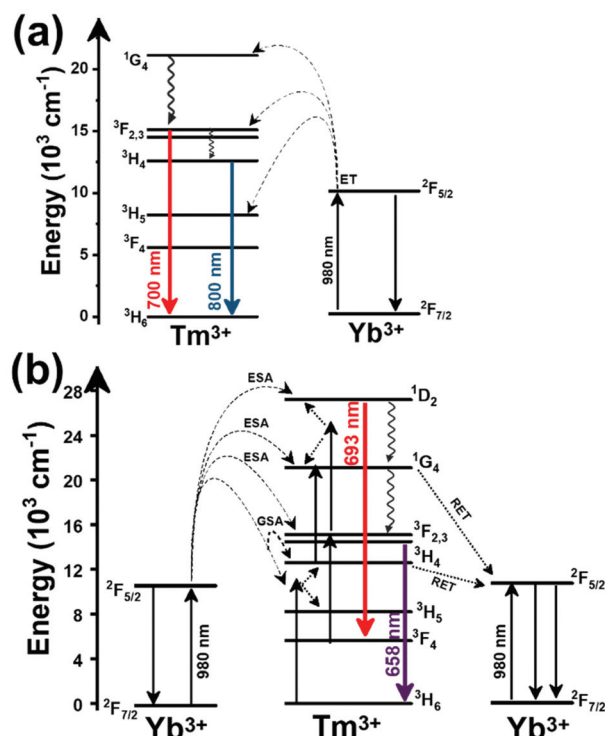 (a)
Energy (10³ cm⁻¹)
20
15
10
5
0
¹G₄
³F₂,₃
³H₄
³H₅
³F₄
³H₆
700 nm
800 nm
Tm³⁺
ET
980 nm
²F₅/₂
²F₇/₂
Yb³⁺
(b)
Energy (10³ cm⁻¹)
28
24
20
16
12
8
4
0
²F₅/₂
²F₇/₂
980 nm
Yb³⁺
ESA
ESA
ESA
GSA
¹D₂
¹G₄
³F₂,₃
³H₄
³H₅
³F₄
³H₆
693 nm
658 nm
Tm³⁺
RET
RET
²F₅/₂
980 nm
²F₇/₂
Yb³⁺